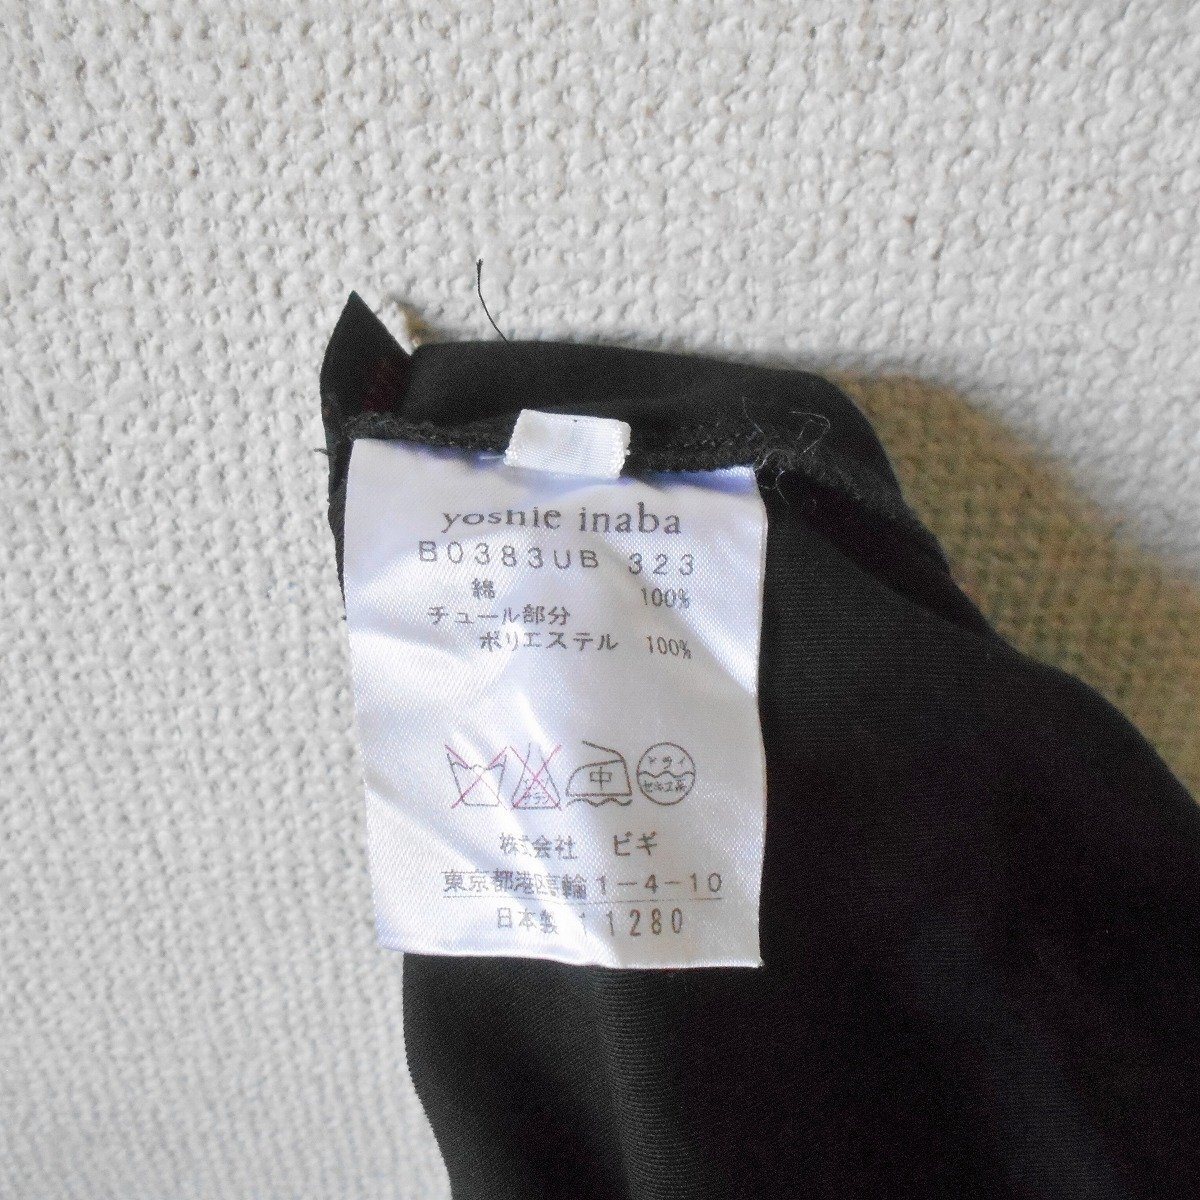 yoshie inaba
B0383UB 323
綿 100%
チュール部分
ポリエステル 100%
中
ドライ
セキユ系
株式会社 ビギ
東京都港区三輪1-4-10
日本製 11280